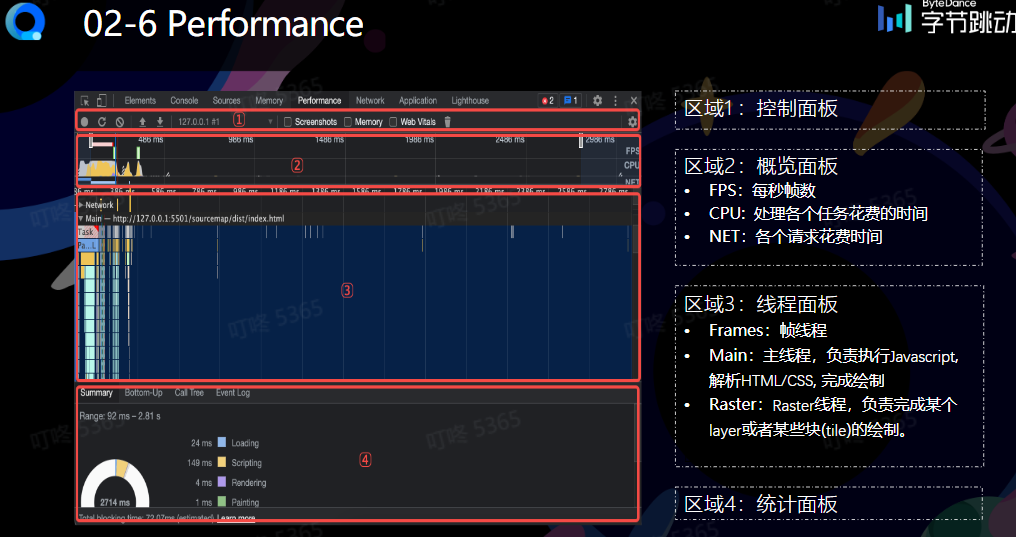 02-6 Performance
ByteDance
字节跳动
Elements Console Sources Memory Performance Network Application Lighthouse 2 1
127.0.0.1 #1 1 Screenshots Memory Web Vitals
486 ms 986 ms 1486 ms 1986 ms 2986 ms
FPS
2
CPU
NET
386 ms 586 ms 786 ms 986 ms 1186 ms 1386 ms 1586 ms 1786 ms 1986 ms 2186 ms 2386 ms 2586 ms 2786 ms
Network
Main — http://127.0.0.1:5501/sourcemap/dist/index.html
Task
Pa...L
3
Summary Bottom-Up Call Tree Event Log
Range: 92 ms – 2.81 s
24 ms Loading
149 ms Scripting
4
4 ms Rendering
1 ms Painting
2714 ms
Total blocking time: 72.07ms (estimated) Learn more
区域1：控制面板
区域2：概览面板
• FPS：每秒帧数
• CPU：处理各个任务花费的时间
• NET：各个请求花费时间
区域3：线程面板
• Frames：帧线程
• Main：主线程，负责执行Javascript,
解析HTML/CSS, 完成绘制
• Raster：Raster线程，负责完成某个
layer或者某些块(tile)的绘制。
区域4：统计面板
叮咚 5365